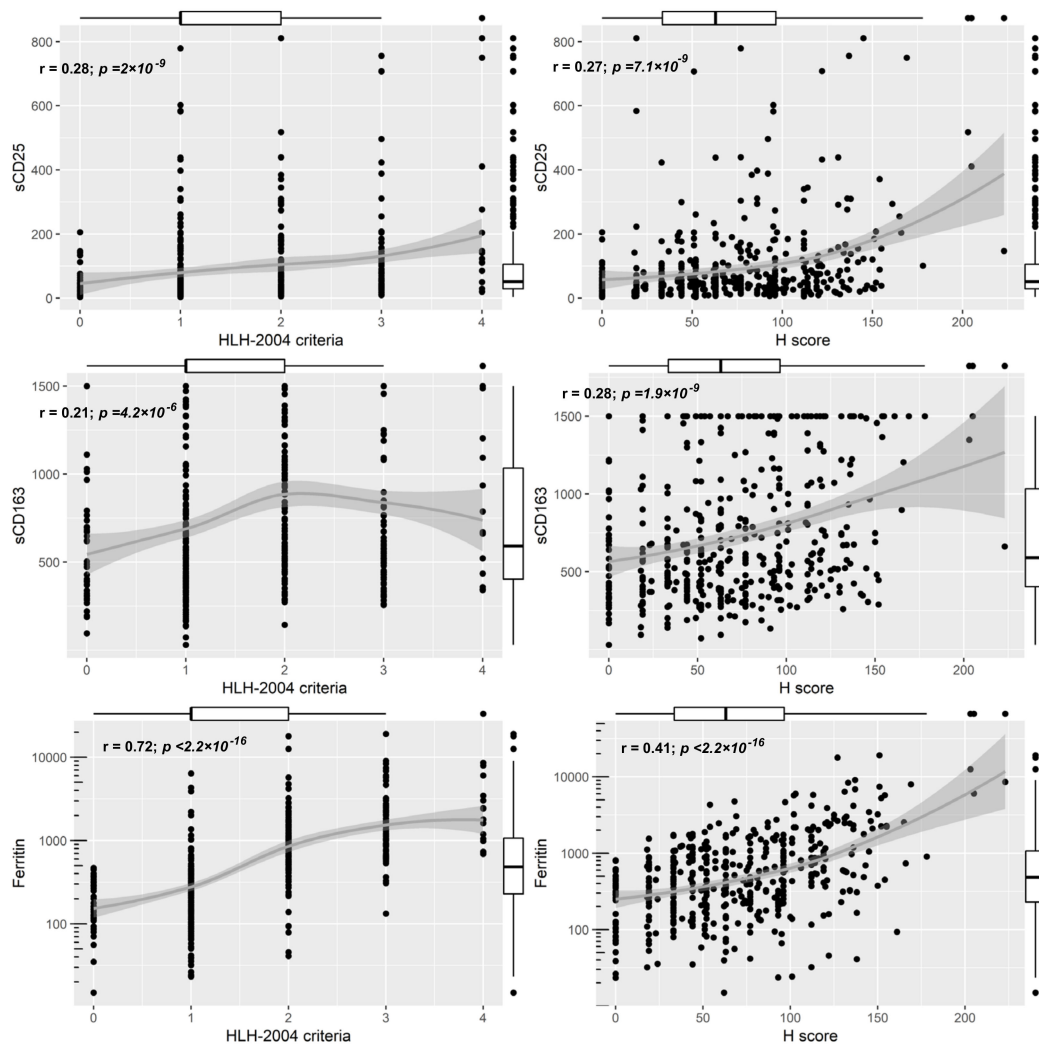 r = 0.28; p =2×10⁻⁹
sCD25
800
600
400
200
0
0 1 2 3 4
HLH-2004 criteria
r = 0.27; p =7.1×10⁻⁹
sCD25
800
600
400
200
0
0 50 100 150 200
H score
r = 0.21; p =4.2×10⁻⁶
sCD163
1500
1000
500
0 1 2 3 4
HLH-2004 criteria
r = 0.28; p =1.9×10⁻⁹
sCD163
1500
1000
500
0 50 100 150 200
H score
r = 0.72; p <2.2×10⁻¹⁶
Ferritin
10000
1000
100
0 1 2 3 4
HLH-2004 criteria
r = 0.41; p <2.2×10⁻¹⁶
Ferritin
10000
1000
100
0 50 100 150 200
H score